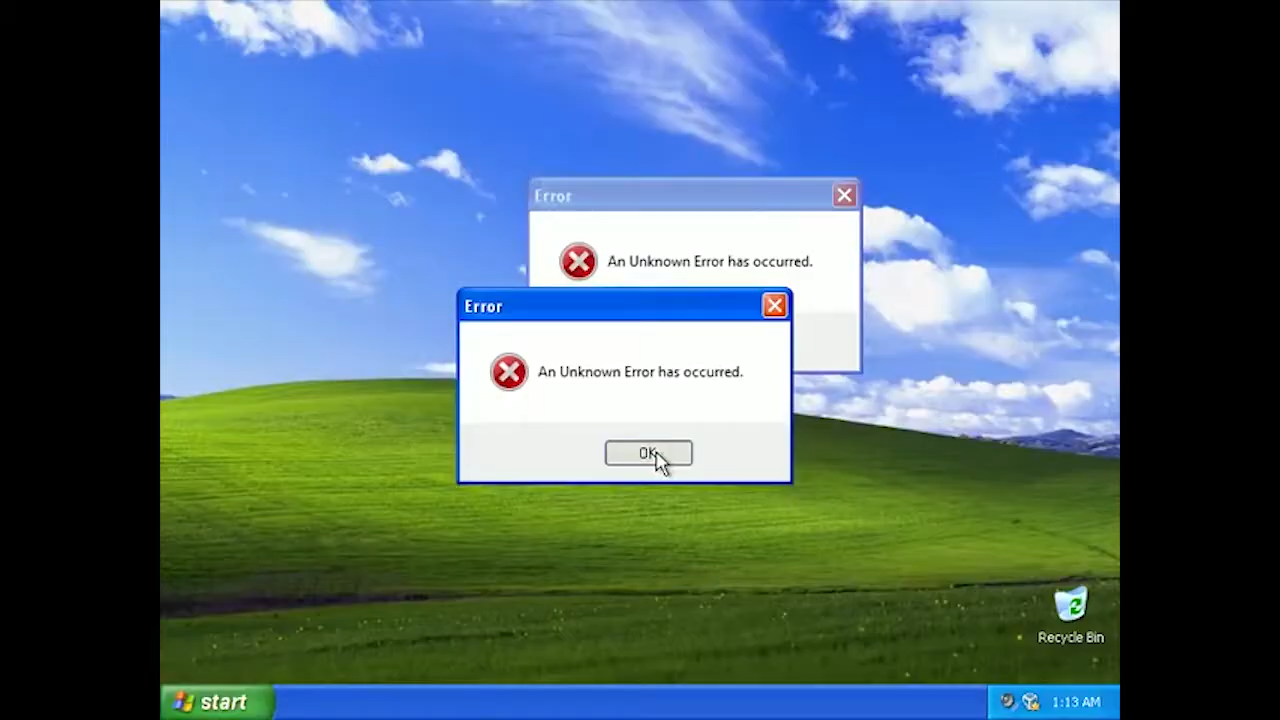 Error
An Unknown Error has occurred.
Error
An Unknown Error has occurred.
OK
Recycle Bin
start
1:13 AM